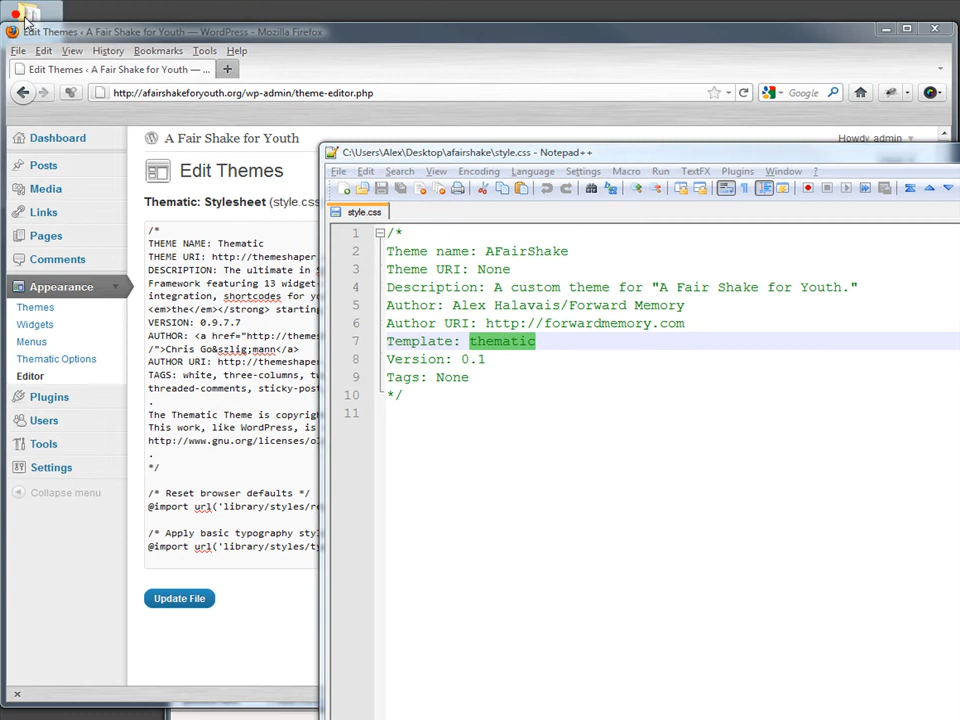 Edit Themes ‹ A Fair Shake for Youth — WordPress - Mozilla Firefox
File Edit View History Bookmarks Tools Help
Edit Themes ‹ A Fair Shake for Youth — ...
http://afairshakeforyouth.org/wp-admin/theme-editor.php
Google
A Fair Shake for Youth
Howdy, admin
Dashboard
Posts
Media
Links
Pages
Comments
Appearance
Themes
Widgets
Menus
Thematic Options
Editor
Plugins
Users
Tools
Settings
Collapse menu
Edit Themes
Thematic: Stylesheet (style.css
/*
THEME NAME: Thematic
THEME URI: http://themeshaper
DESCRIPTION: The ultimate in S
Framework featuring 13 widget-
integration, shortcodes for yo
<em>the</em></strong> starting
VERSION: 0.9.7.7
AUTHOR: <a href="http://themes
/">Chris Go&szlig;mann</a>
AUTHOR URI: http://themeshaper
TAGS: white, three-columns, tw
threaded-comments, sticky-post
.
The Thematic Theme is copyrigh
This work, like WordPress, is
http://www.gnu.org/licenses/ol
.
*/
/* Reset browser defaults */
@import url('library/styles/re
/* Apply basic typography styl
@import url('library/styles/ty
Update File
C:\Users\Alex\Desktop\afairshake\style.css - Notepad++
File Edit Search View Encoding Language Settings Macro Run TextFX Plugins Window ?
style.css
1 /*
2 Theme name: AFairShake
3 Theme URI: None
4 Description: A custom theme for "A Fair Shake for Youth."
5 Author: Alex Halavais/Forward Memory
6 Author URI: http://forwardmemory.com
7 Template: thematic
8 Version: 0.1
9 Tags: None
10 */
11